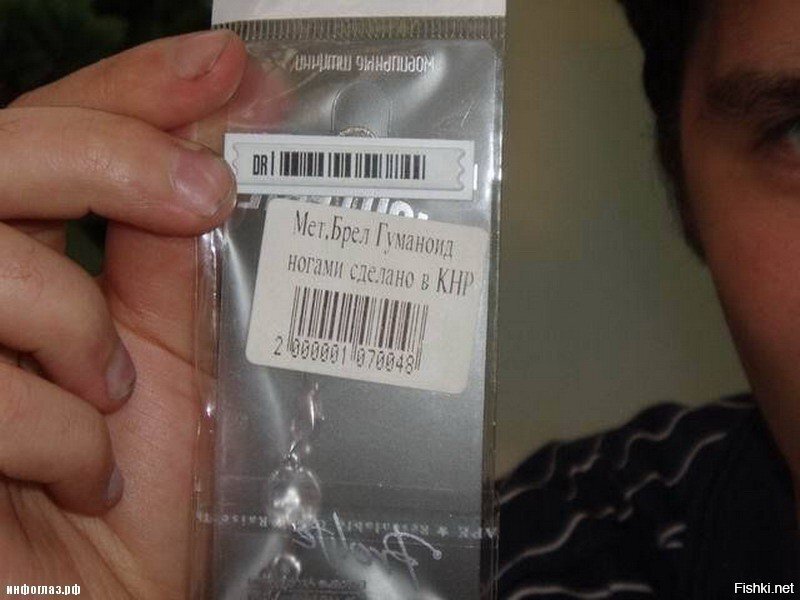 DR
Мет,Брел Гуманоид
ногами сделано в КНР
2 000001 070048
инфоглаз.рф
Fishki.net